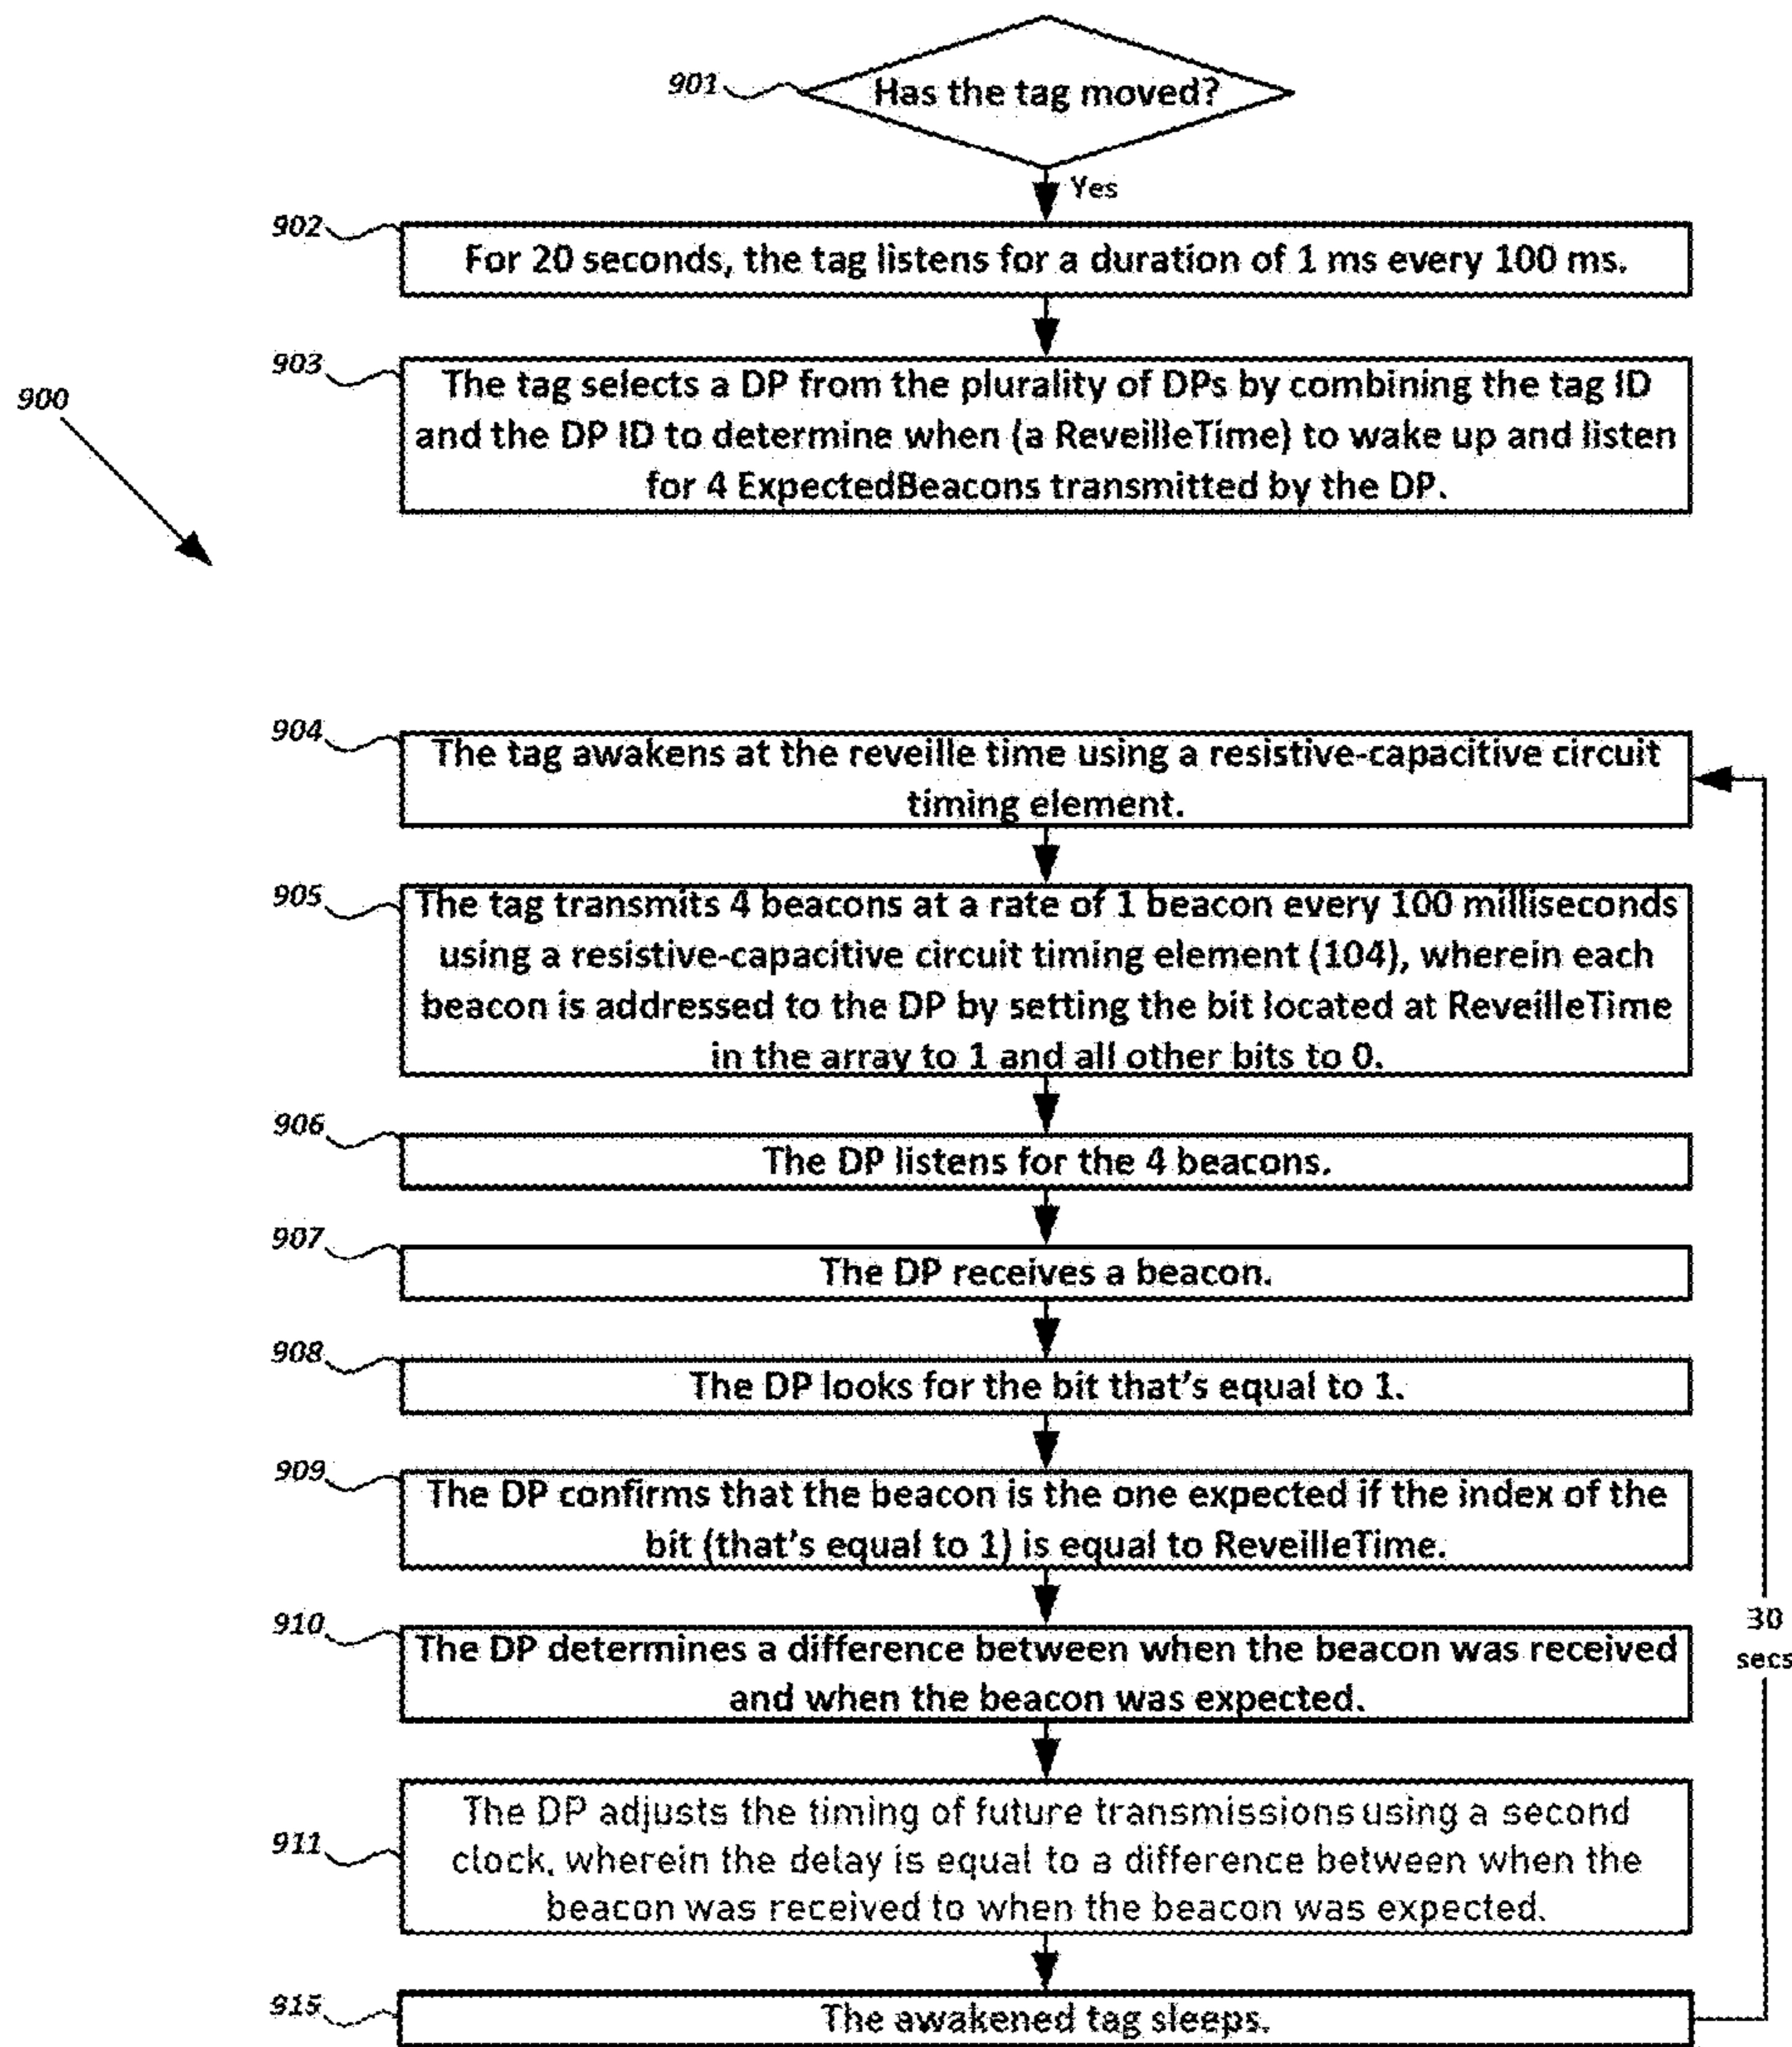 901
Has the tag moved?
Yes
902
For 20 seconds, the tag listens for a duration of 1 ms every 100 ms.
903
The tag selects a DP from the plurality of DPs by combining the tag ID
and the DP ID to determine when (a ReveilleTime) to wake up and listen
for 4 ExpectedBeacons transmitted by the DP.
900
904
The tag awakens at the reveille time using a resistive-capacitive circuit
timing element.
905
The tag transmits 4 beacons at a rate of 1 beacon every 100 milliseconds
using a resistive-capacitive circuit timing element (104), wherein each
beacon is addressed to the DP by setting the bit located at ReveilleTime
in the array to 1 and all other bits to 0.
906
The DP listens for the 4 beacons.
907
The DP receives a beacon.
908
The DP looks for the bit that's equal to 1.
909
The DP confirms that the beacon is the one expected if the index of the
bit (that's equal to 1) is equal to ReveilleTime.
910
The DP determines a difference between when the beacon was received
and when the beacon was expected.
30
secs
911
The DP adjusts the timing of future transmissions using a second
clock, wherein the delay is equal to a difference between when the
beacon was received to when the beacon was expected.
915
The awakened tag sleeps.